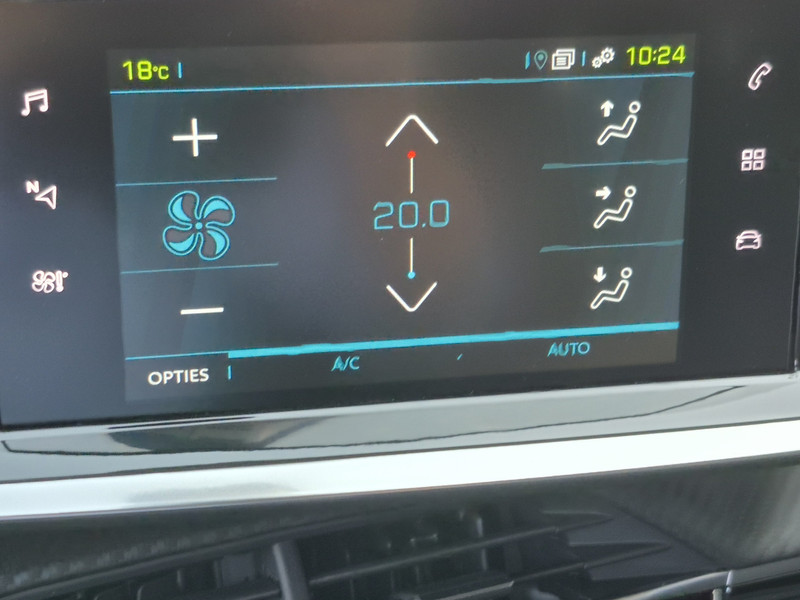 18°C
10:24
N
20.0
OPTIES
A/C
AUTO